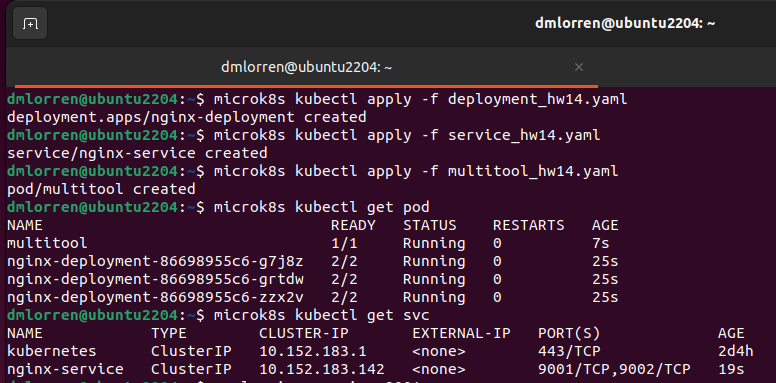 dmlorren@ubuntu2204: ~
dmlorren@ubuntu2204: ~ ×
dmlorren@ubuntu2204:~$ microk8s kubectl apply -f deployment_hw14.yaml
deployment.apps/nginx-deployment created
dmlorren@ubuntu2204:~$ microk8s kubectl apply -f service_hw14.yaml
service/nginx-service created
dmlorren@ubuntu2204:~$ microk8s kubectl apply -f multitool_hw14.yaml
pod/multitool created
dmlorren@ubuntu2204:~$ microk8s kubectl get pod
NAME READY STATUS RESTARTS AGE
multitool 1/1 Running 0 7s
nginx-deployment-86698955c6-g7j8z 2/2 Running 0 25s
nginx-deployment-86698955c6-grtdw 2/2 Running 0 25s
nginx-deployment-86698955c6-zzx2v 2/2 Running 0 25s
dmlorren@ubuntu2204:~$ microk8s kubectl get svc
NAME TYPE CLUSTER-IP EXTERNAL-IP PORT(S) AGE
kubernetes ClusterIP 10.152.183.1 <none> 443/TCP 2d4h
nginx-service ClusterIP 10.152.183.142 <none> 9001/TCP,9002/TCP 19s